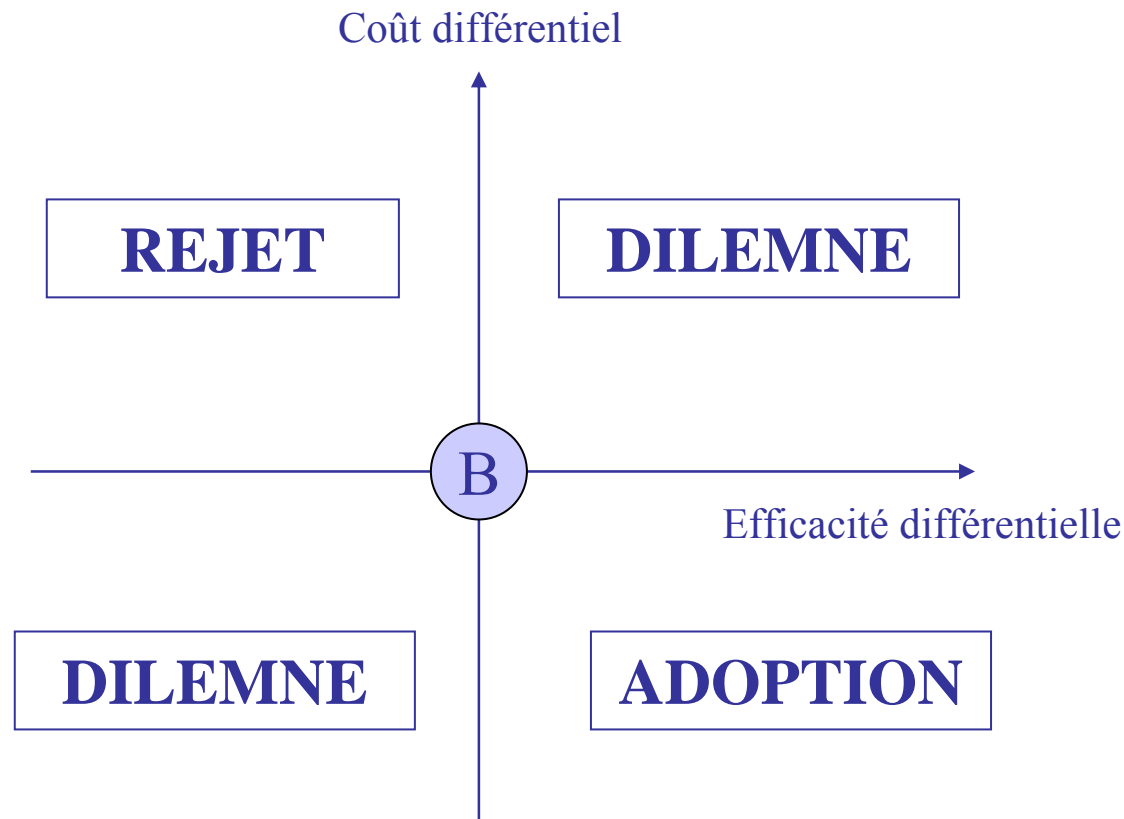 Coût différentiel
REJET
DILEMNE
B
Efficacité différentielle
DILEMNE
ADOPTION